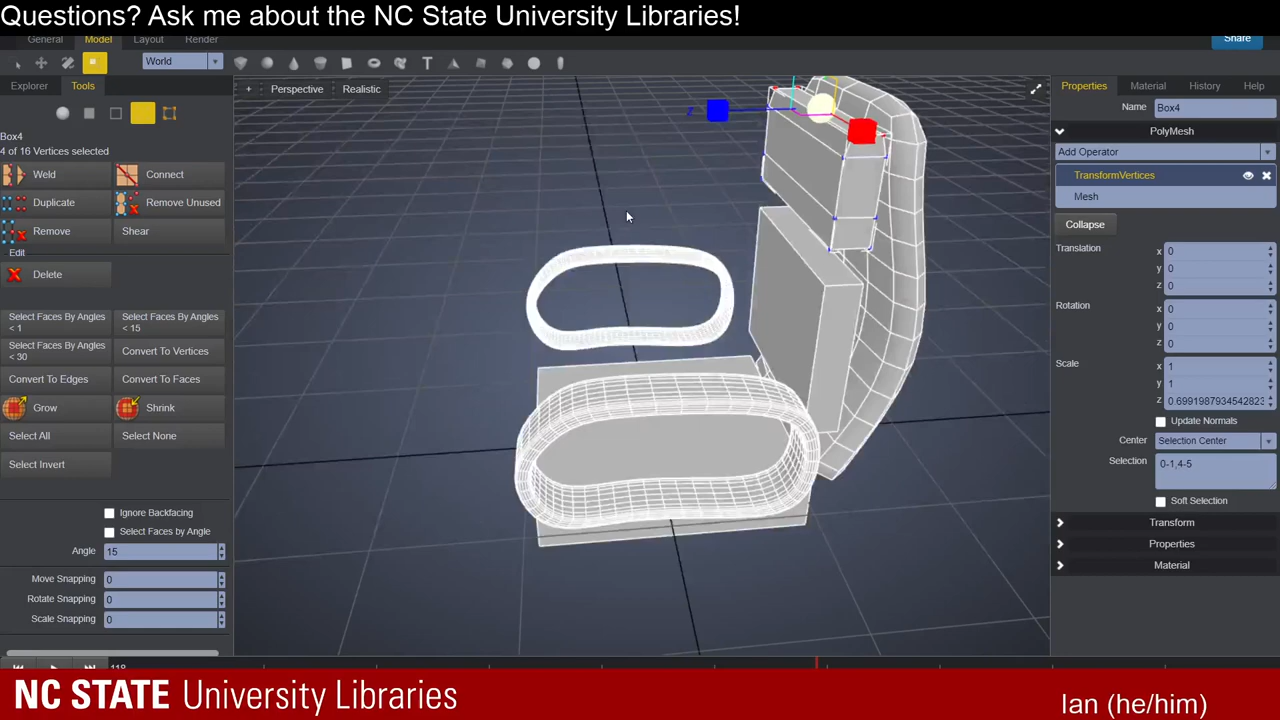 Questions? Ask me about the NC State University Libraries!
General Model Layout Render Share
World
Explorer Tools + Perspective Realistic Properties Material History Help
Name Box4
PolyMesh
Box4
4 of 16 Vertices selected
Add Operator
Weld Connect
TransformVertices
Mesh
Duplicate Remove Unused
Collapse
Remove Shear
Edit
Delete
Translation x 0
y 0
z 0
Rotation x 0
y 0
z 0
Scale x 1
y 1
z 0.6991987934542823
Select Faces By Angles < 1
Select Faces By Angles < 15
Select Faces By Angles < 30
Convert To Vertices
Convert To Edges Convert To Faces
Grow Shrink
Select All Select None
Select Invert
Update Normals
Center Selection Center
Selection 0-1,4-5
Soft Selection
Transform
Properties
Material
Ignore Backfacing
Select Faces by Angle
Angle 15
Move Snapping 0
Rotate Snapping 0
Scale Snapping 0
Z
118
NC STATE University Libraries
Ian (he/him)